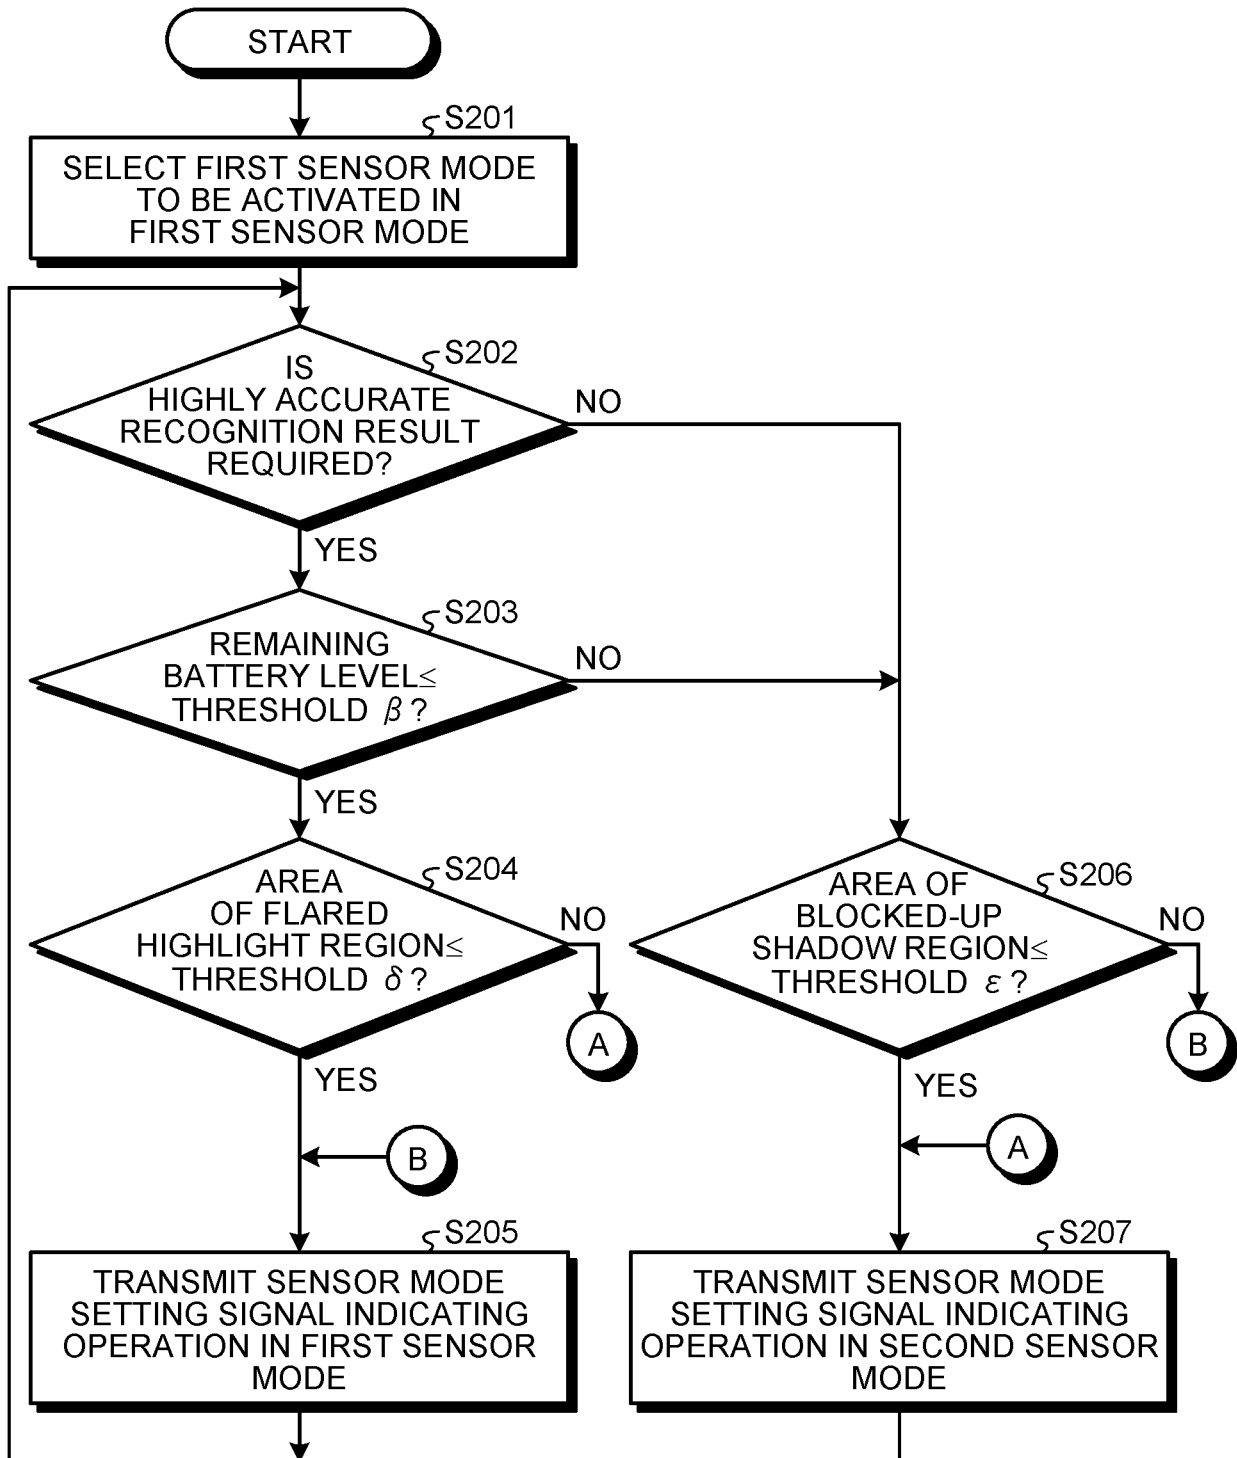 START
S201
SELECT FIRST SENSOR MODE
TO BE ACTIVATED IN
FIRST SENSOR MODE
S202
IS
HIGHLY ACCURATE
RECOGNITION RESULT
REQUIRED?
NO
YES
S203
REMAINING
BATTERY LEVEL≤
THRESHOLD β?
NO
YES
S204
AREA
OF FLARED
HIGHLIGHT REGION≤
THRESHOLD δ?
NO
A
YES
B
S206
AREA OF
BLOCKED-UP
SHADOW REGION≤
THRESHOLD ε?
NO
B
YES
A
S205
TRANSMIT SENSOR MODE
SETTING SIGNAL INDICATING
OPERATION IN FIRST SENSOR
MODE
S207
TRANSMIT SENSOR MODE
SETTING SIGNAL INDICATING
OPERATION IN SECOND SENSOR
MODE